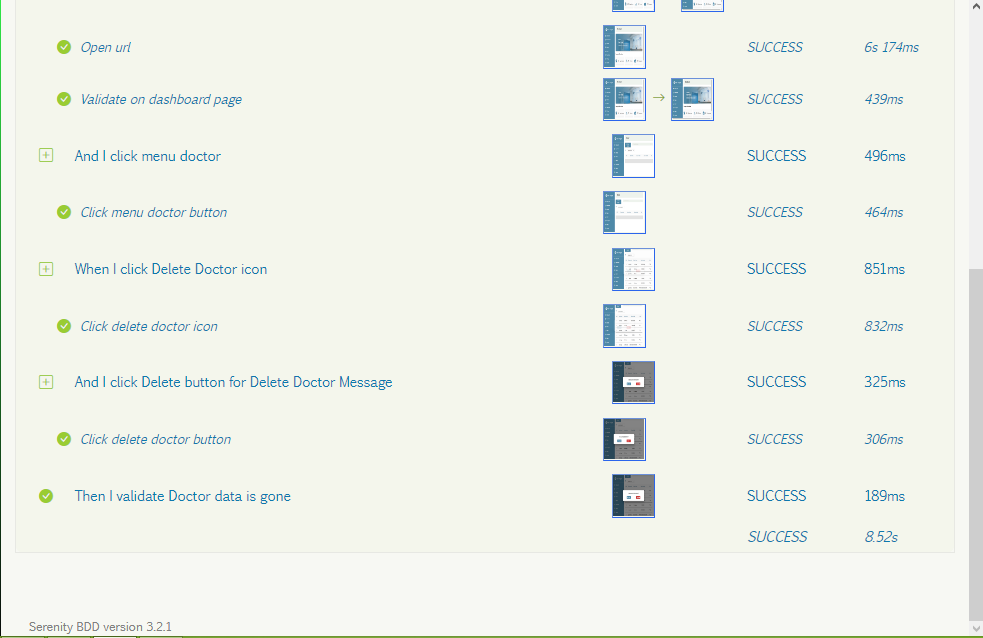 Open url SUCCESS 6s 174ms
Validate on dashboard page SUCCESS 439ms
And I click menu doctor SUCCESS 496ms
Click menu doctor button SUCCESS 464ms
When I click Delete Doctor icon SUCCESS 851ms
Click delete doctor icon SUCCESS 832ms
And I click Delete button for Delete Doctor Message SUCCESS 325ms
Click delete doctor button SUCCESS 306ms
Then I validate Doctor data is gone SUCCESS 189ms
SUCCESS 8.52s
Serenity BDD version 3.2.1